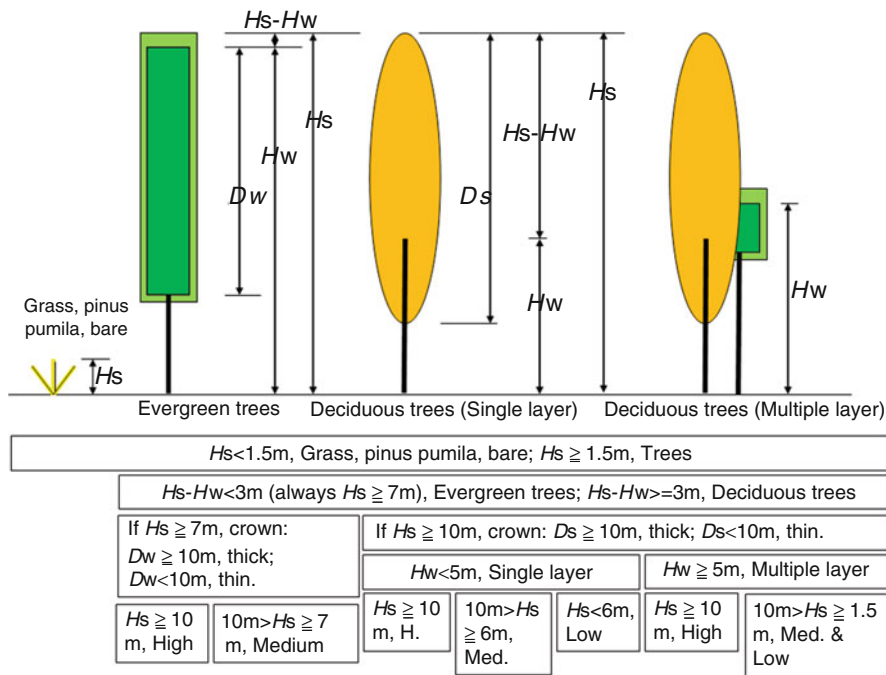 Hs-Hw
Hs
Hw
Dw
Hs
Hs-Hw
Ds
Hw
Hw
Grass, pinus
pumila, bare
Hs
Evergreen trees
Deciduous trees (Single layer)
Deciduous trees (Multiple layer)
Hs<1.5m, Grass, pinus pumila, bare; Hs ≧ 1.5m, Trees
Hs-Hw<3m (always Hs ≧ 7m), Evergreen trees; Hs-Hw>=3m, Deciduous trees
If Hs ≧ 7m, crown:
Dw ≧ 10m, thick;
Dw<10m, thin.
If Hs ≧ 10m, crown: Ds ≧ 10m, thick; Ds<10m, thin.
Hw<5m, Single layer
Hw ≧ 5m, Multiple layer
Hs ≧ 10
m, High
10m>Hs ≧ 7
m, Medium
Hs ≧ 10
m, H.
10m>Hs
≧ 6m,
Med.
Hs<6m,
Low
Hs ≧ 10
m, High
10m>Hs ≧ 1.5
m, Med. &
Low